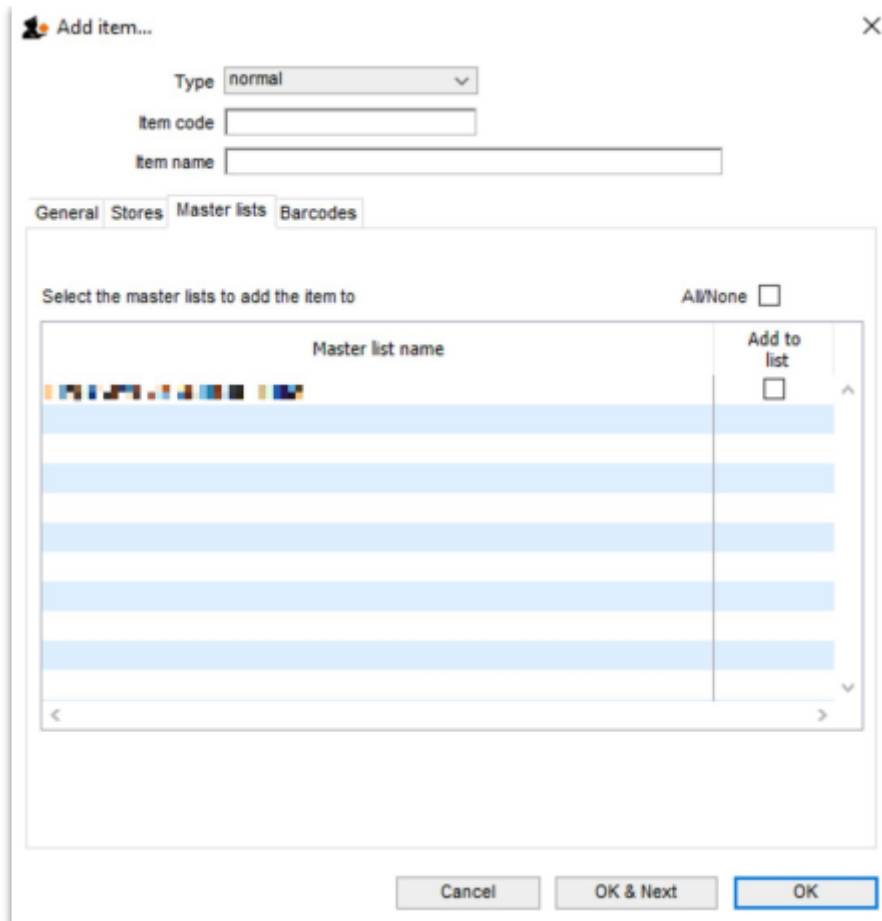 Add item...
Type normal
Item code
Item name
General Stores Master lists Barcodes
Select the master lists to add the item to All/None
Master list name Add to
list
Cancel OK & Next OK